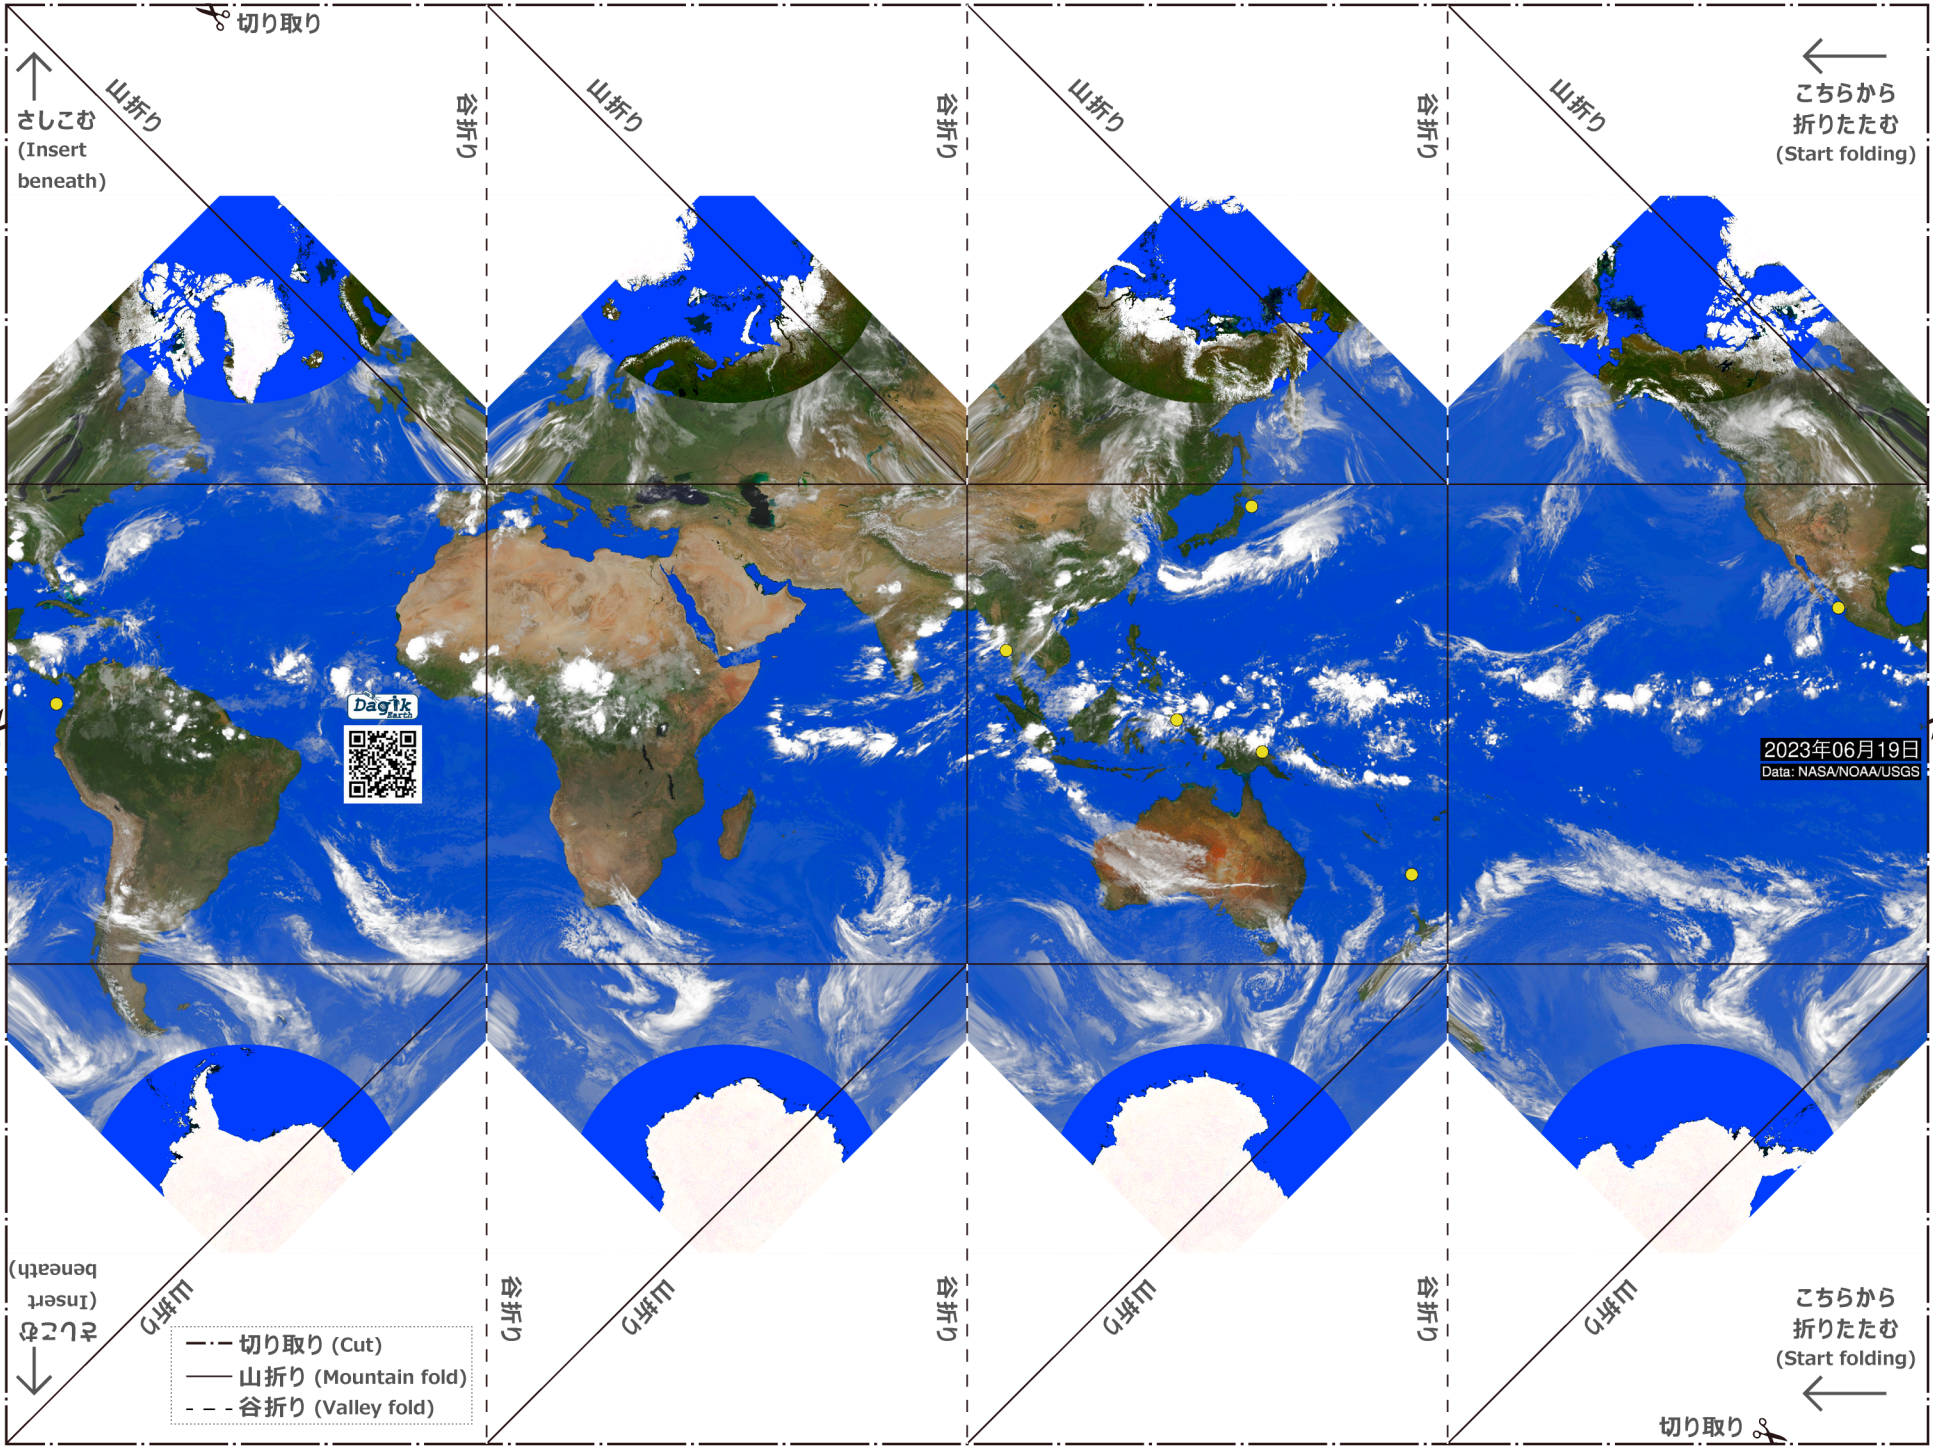 切り取り
山折り
谷折り
山折り
谷折り
山折り
谷折り
山折り
さしこむ
(Insert
beneath)
こちらから
折りたたむ
(Start folding)
Dagik
Earth
2023年06月19日
Data: NASA/NOAA/USGS
さしこむ
(Insert
beneath)
山折り
谷折り
山折り
谷折り
山折り
谷折り
山折り
切り取り (Cut)
山折り (Mountain fold)
谷折り (Valley fold)
こちらから
折りたたむ
(Start folding)
切り取り